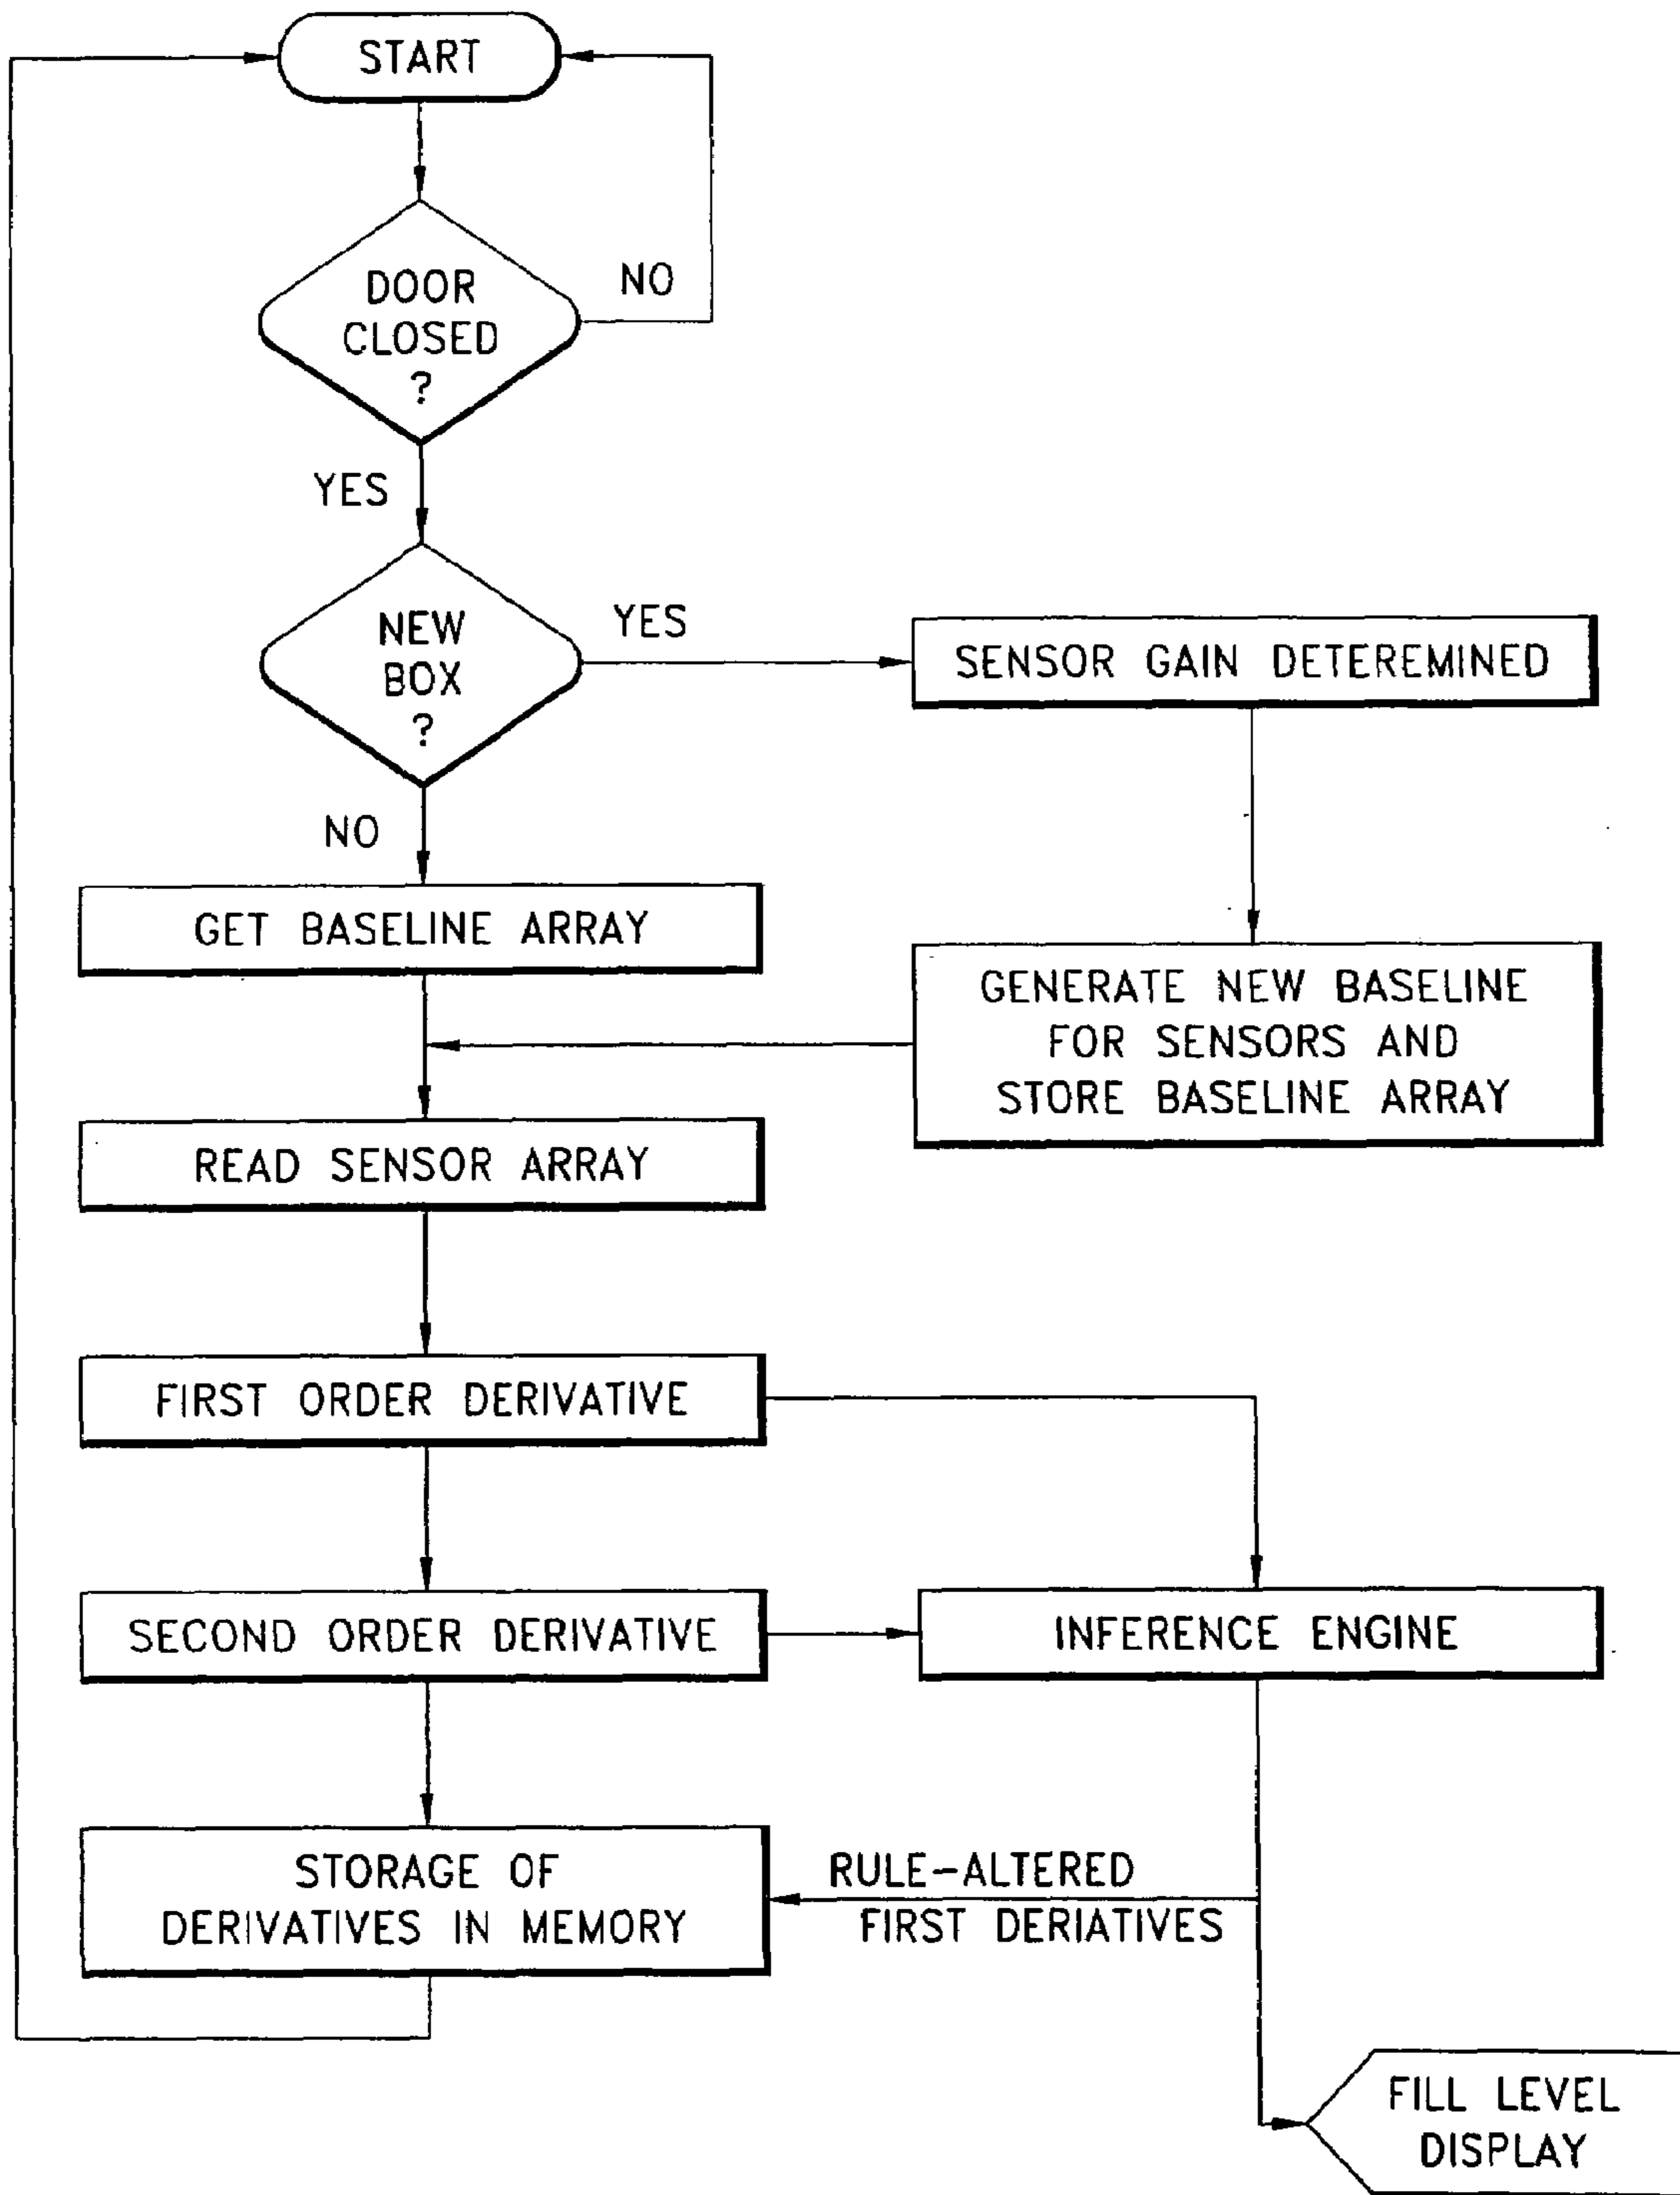 START
DOOR
CLOSED
?
NO
YES
NEW
BOX
?
YES
SENSOR GAIN DETEREMINED
NO
GET BASELINE ARRAY
GENERATE NEW BASELINE
FOR SENSORS AND
STORE BASELINE ARRAY
READ SENSOR ARRAY
FIRST ORDER DERIVATIVE
SECOND ORDER DERIVATIVE
INFERENCE ENGINE
STORAGE OF
DERIVATIVES IN MEMORY
RULE-ALTERED
FIRST DERIATIVES
FILL LEVEL
DISPLAY